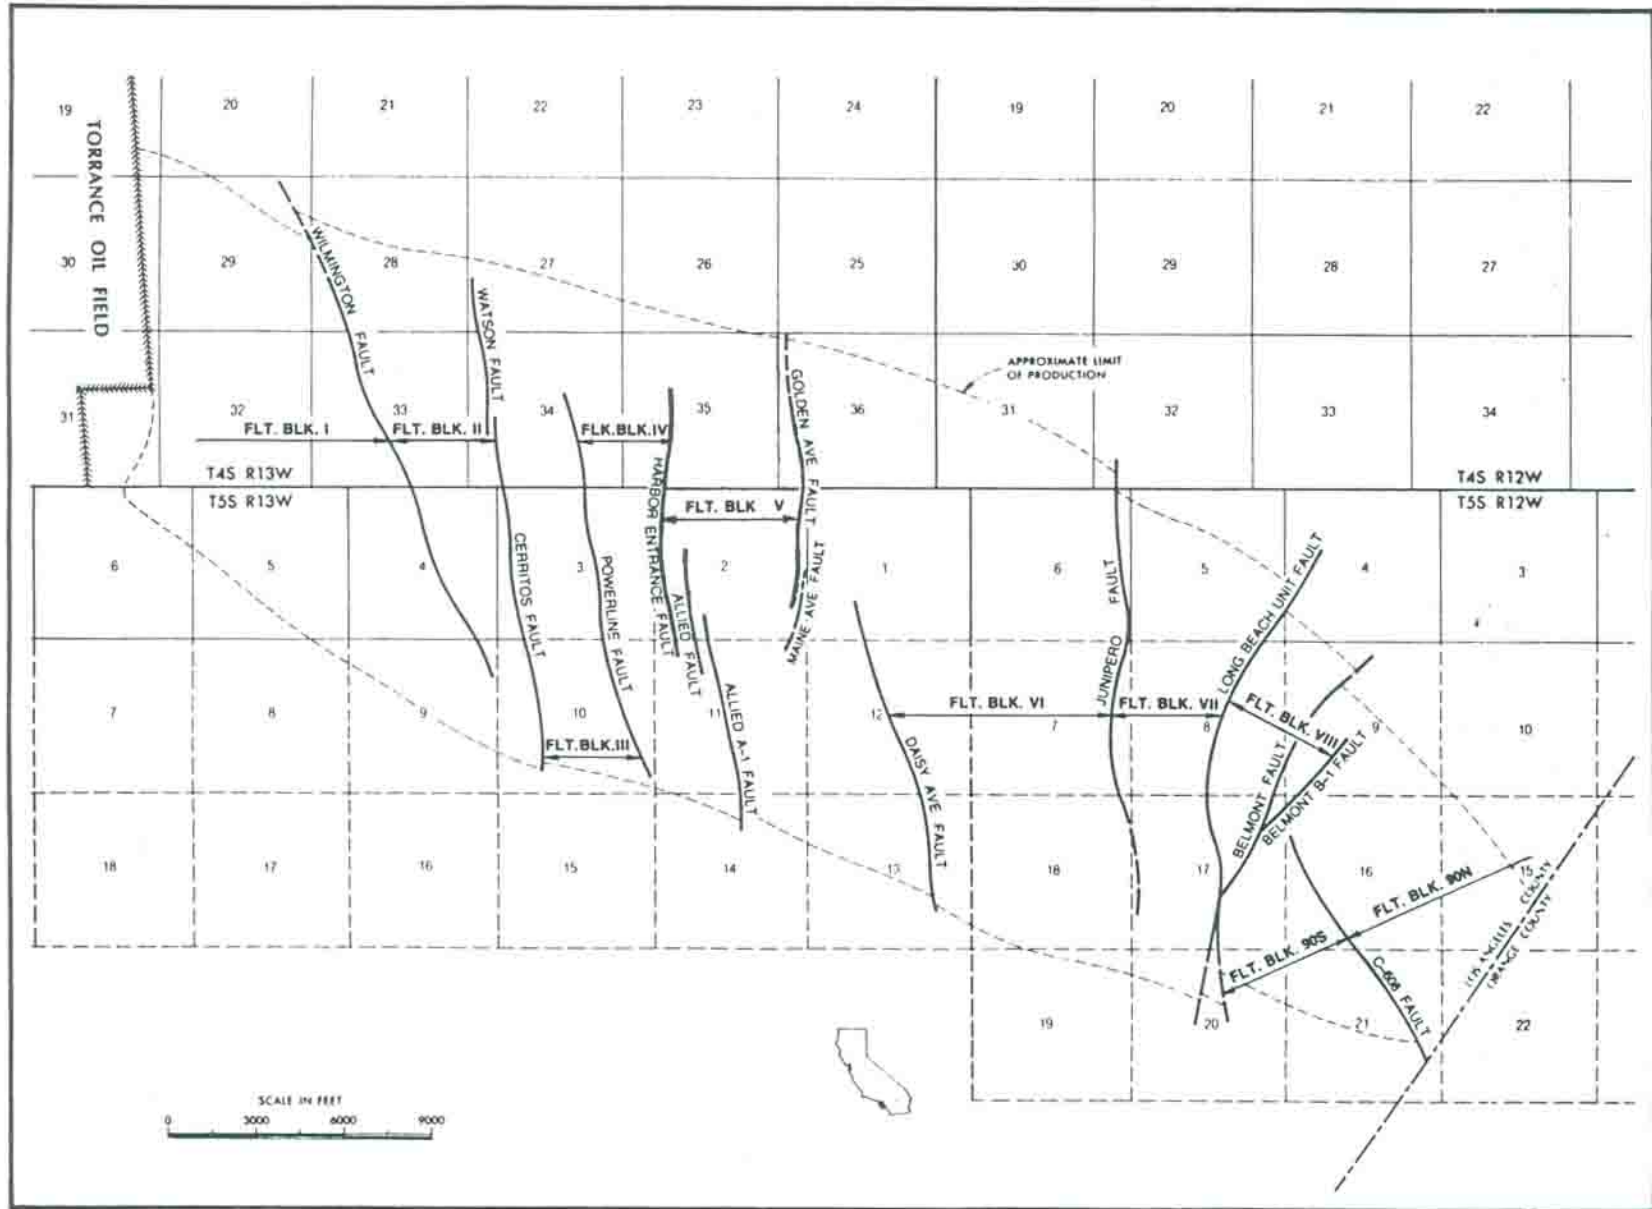 19 20 21 22 23 24 19 20 21 22
TORRANCE OIL FIELD
30 29 28 27 26 25 30 29 28 27
WILMINGTON FAULT
WATSON FAULT
GOLDEN AVE FAULT
APPROXIMATE LIMIT
OF PRODUCTION
31 32 33 34 35 36 31 32 33 34
FLT. BLK. I
FLT. BLK. II
FLK.BLK.IV
T4S R13W
T4S R12W
T5S R13W
T5S R12W
HARBOR ENTRANCE FAULT
FLT. BLK V
6 5 4 3 2 1 6 5 4 3
CERRITOS FAULT
POWERLINE FAULT
ALLIED FAULT
MAINE AVE FAULT
JUNIPERO FAULT
LONG BEACH UNIT FAULT
7 8 9 10 11 12 7 8 9 10
FLT.BLK.III
ALLIED A-1 FAULT
DAISY AVE FAULT
FLT. BLK. VI
FLT. BLK. VII
FLT. BLK. VIII
BELMONT FAULT
BELMONT B-1 FAULT
18 17 16 15 14 13 18 17 16 15
FLT. BLK. 90N
FLT. BLK. 90S
C-608 FAULT
LOS ANGELES COUNTY
ORANGE COUNTY
19 20 21 22
SCALE IN FEET
0 3000 6000 9000